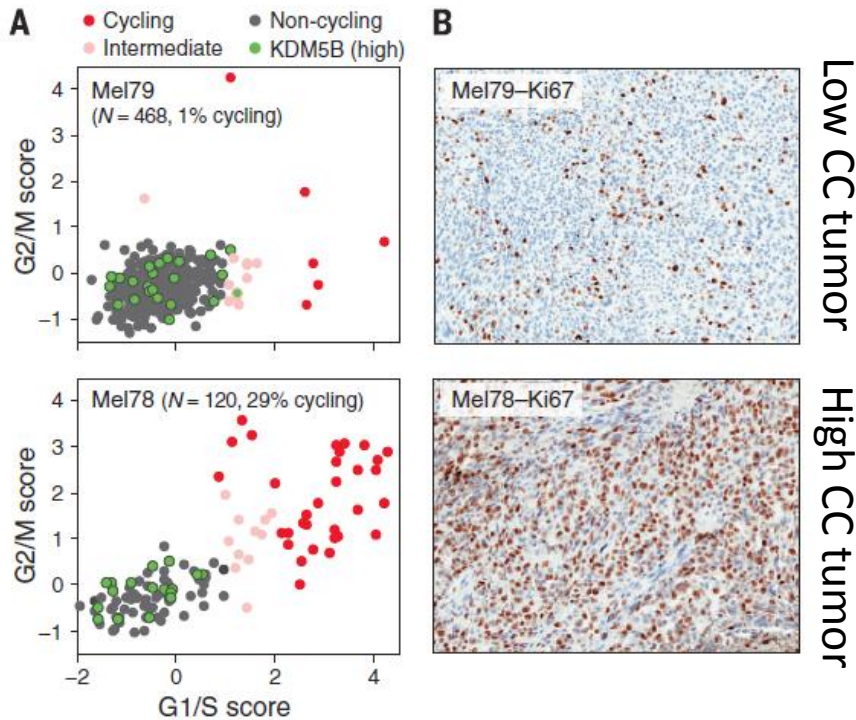 A
Cycling
Non-cycling
Intermediate
KDM5B (high)
Mel79
(N = 468, 1% cycling)
4
3
2
1
0
−1
G2/M score
Mel78 (N = 120, 29% cycling)
4
3
2
1
0
−1
G2/M score
−2
0
2
4
G1/S score
B
Mel79–Ki67
Low CC tumor
Mel78–Ki67
High CC tumor